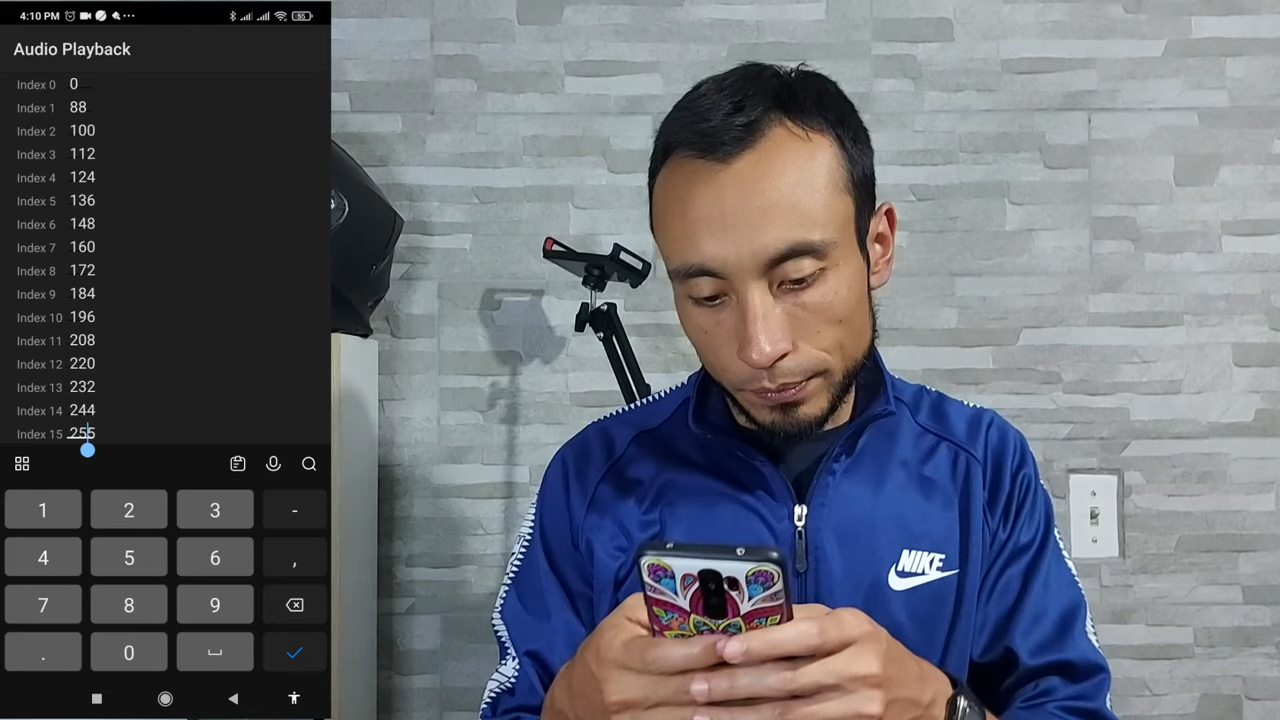 4:10 PM 55
Audio Playback
Index 0 0
Index 1 88
Index 2 100
Index 3 112
Index 4 124
Index 5 136
Index 6 148
Index 7 160
Index 8 172
Index 9 184
Index 10 196
Index 11 208
Index 12 220
Index 13 232
Index 14 244
Index 15 255
1 2 3 -
4 5 6 ,
7 8 9
. 0
NIKE